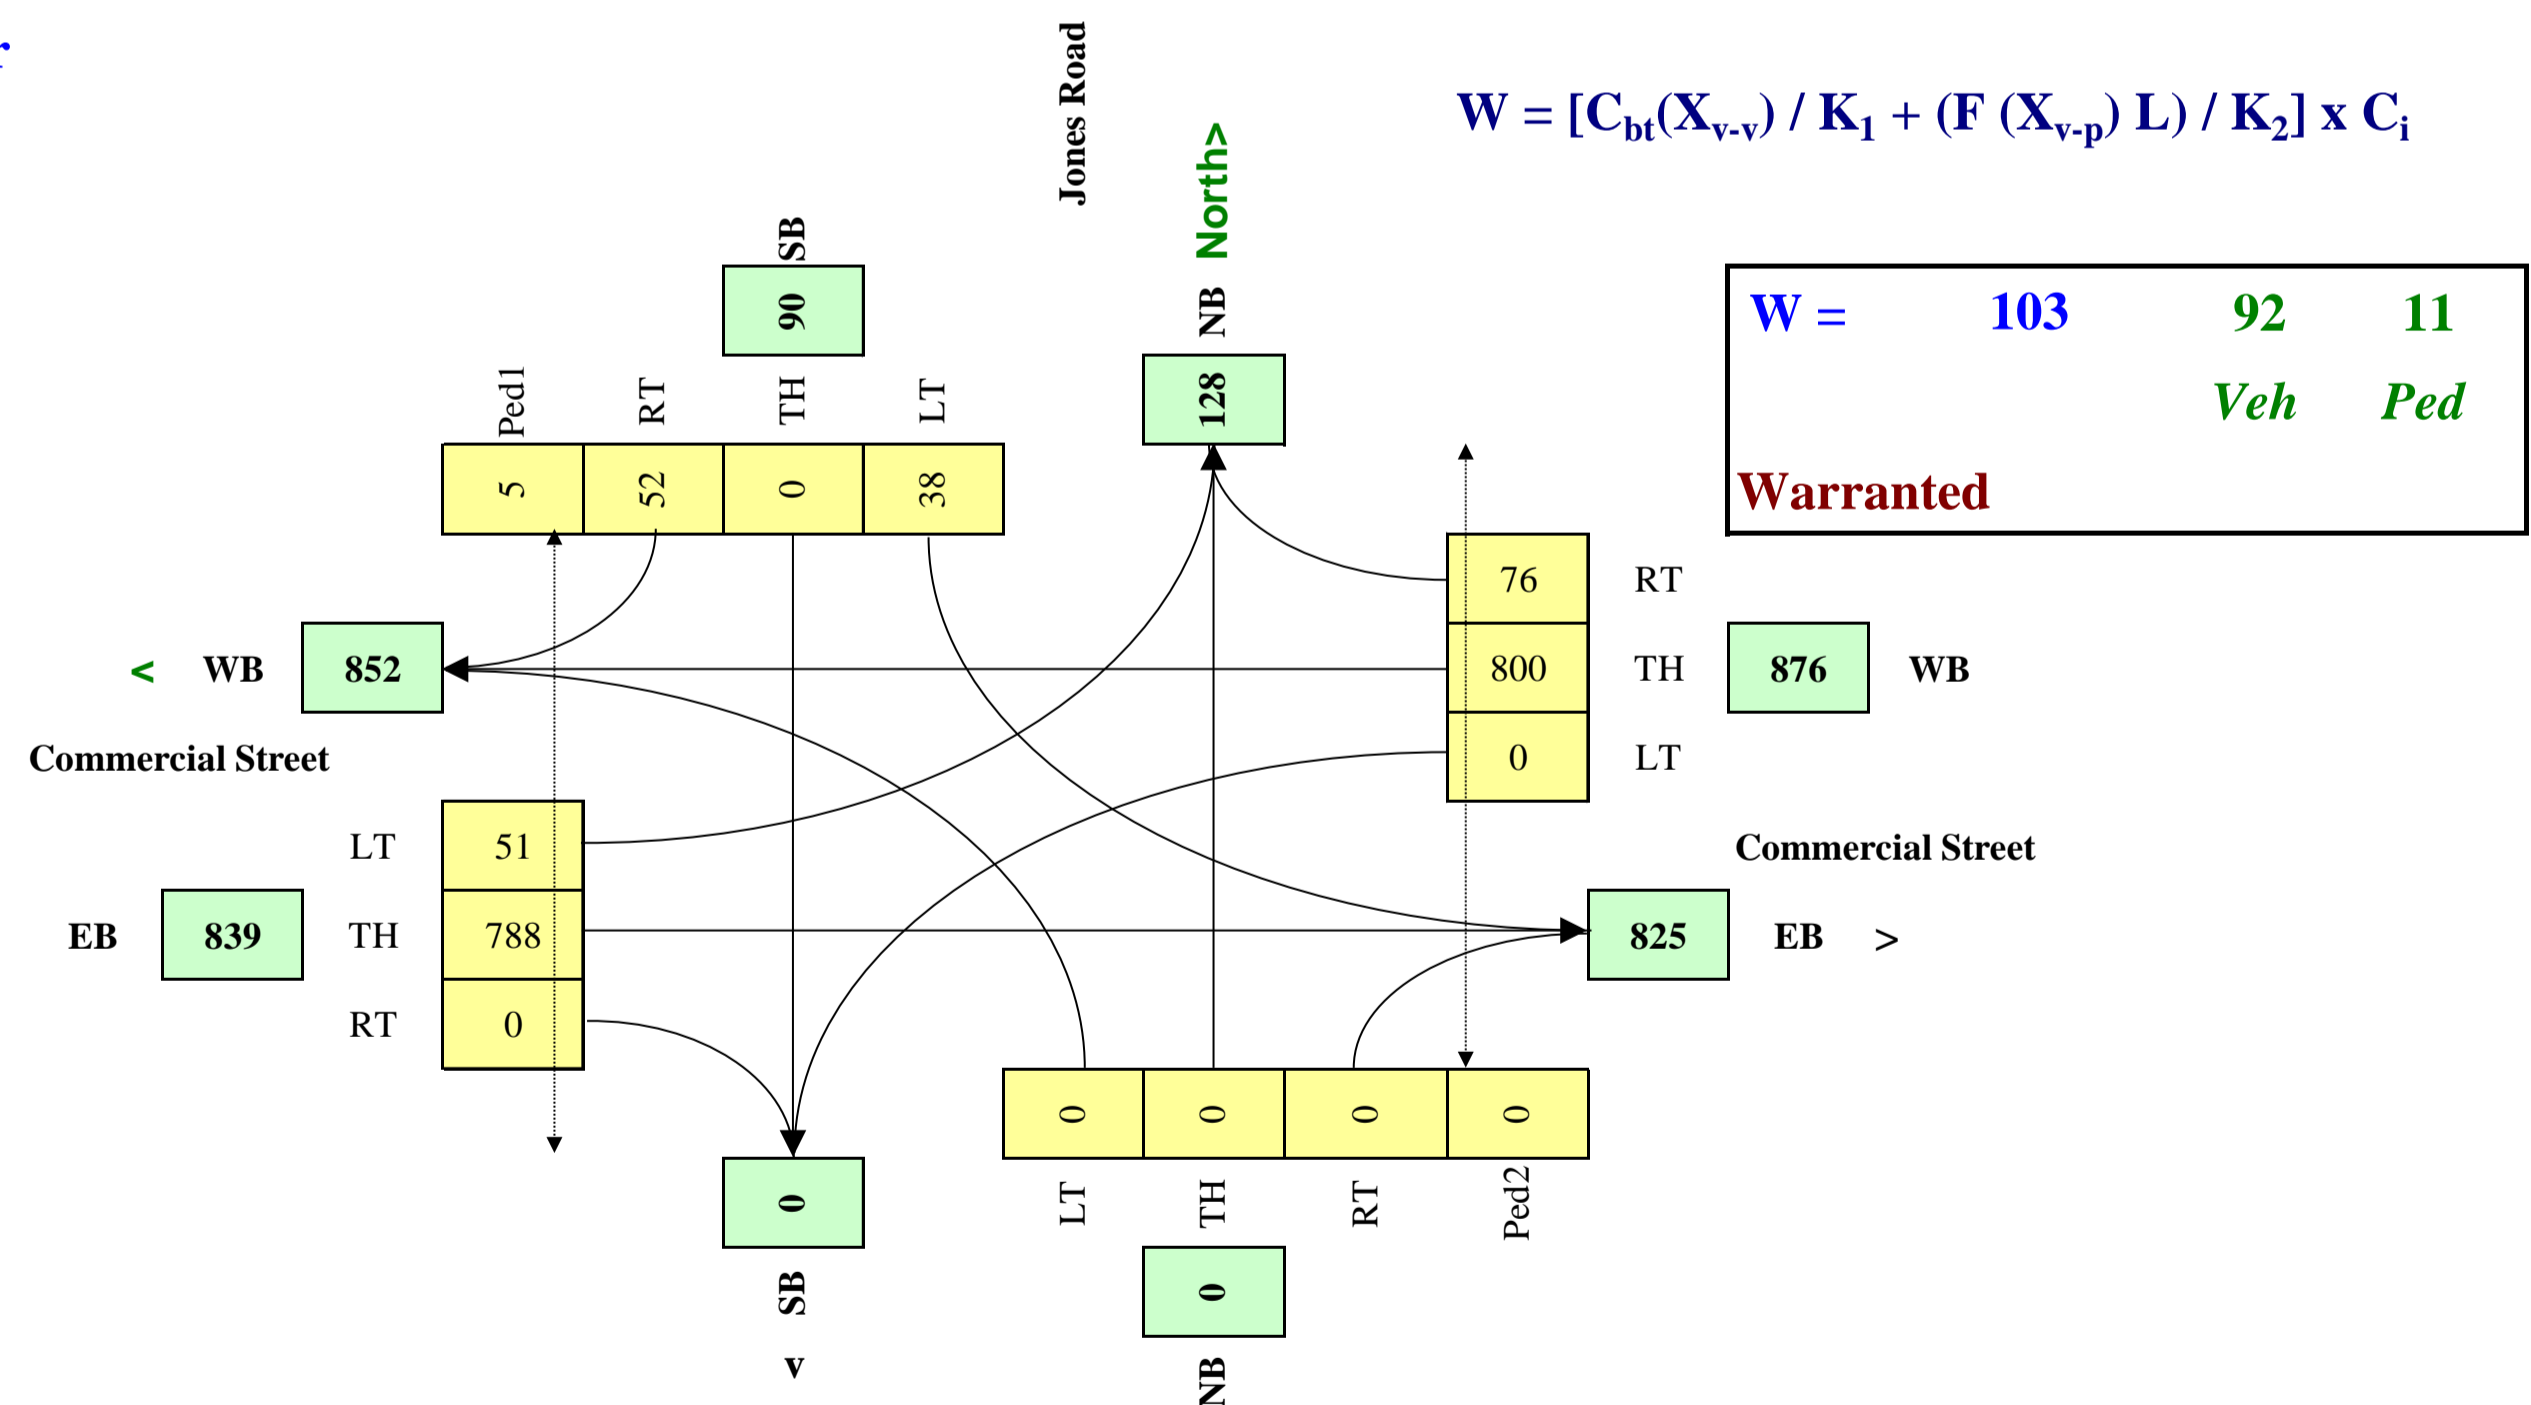 r
Jones Road
W = [Cbt(Xv-v) / K1 + (F (Xv-p) L) / K2] x Ci
North>
SB
NB
90
128
W = 103 92 11
Veh Ped
Warranted
Ped1 RT TH LT
5 52 0 38
76 RT
< WB 852
800 TH 876 WB
0 LT
Commercial Street
LT 51
Commercial Street
EB 839 TH 788
825 EB >
RT 0
0 0 0 0
LT TH RT Ped2
0
SB
v
0
NB